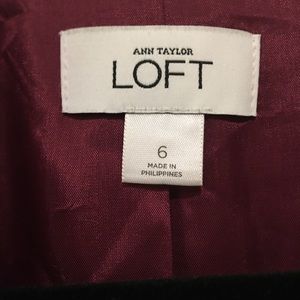 ANN TAYLOR
LOFT
6
MADE IN
PHILIPPINES